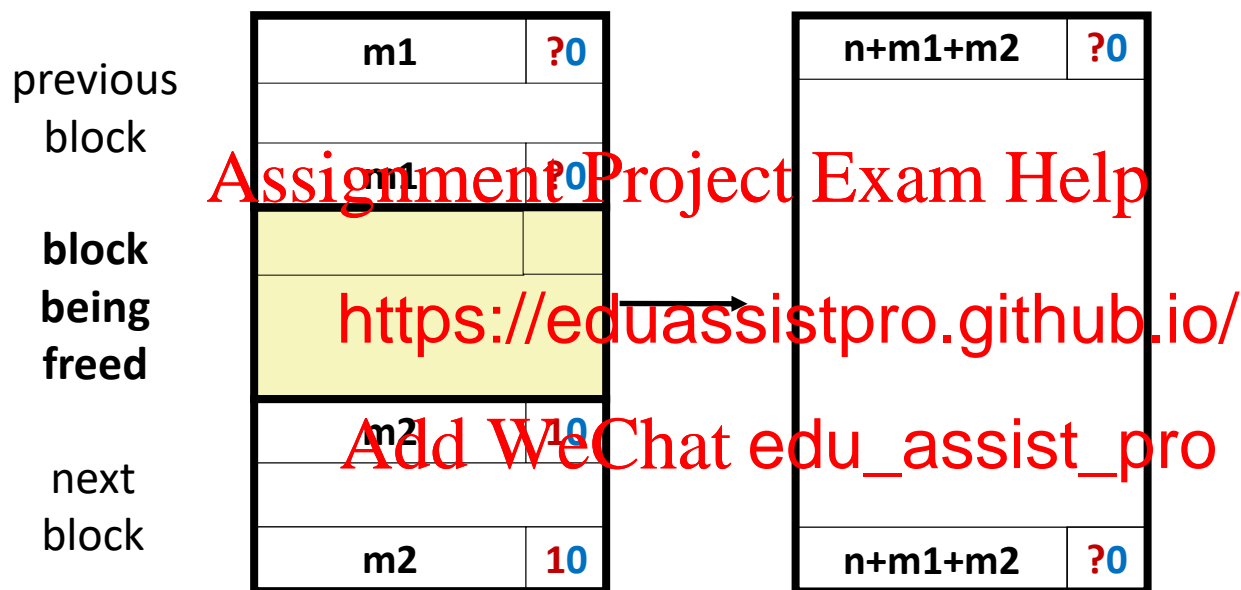 m1 ?0
n+m1+m2 ?0
previous
block
m1 ?0
Assignment Project Exam Help
block
being
freed
https://eduassistpro.github.io/
m2 10
Add WeChat edu_assist_pro
next
block
m2 10
n+m1+m2 ?0